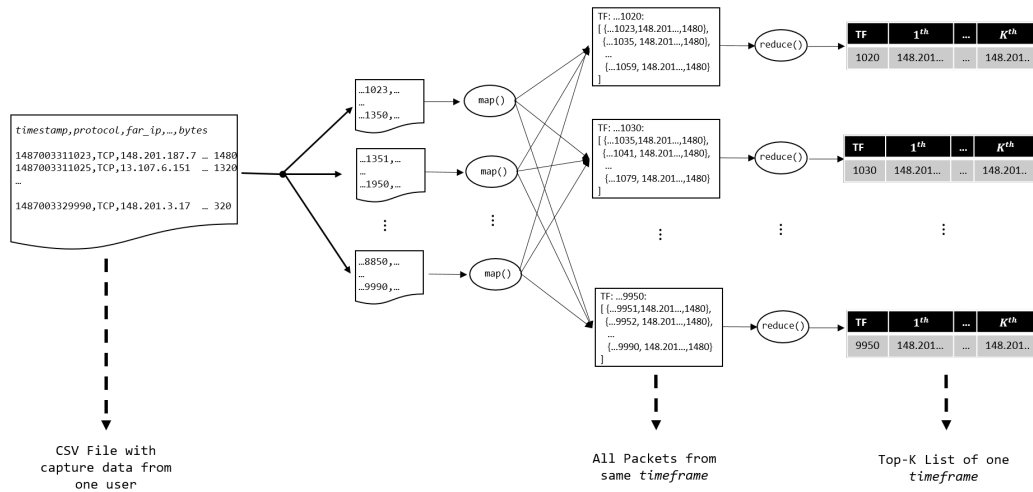 timestamp,protocol,far_ip,…,bytes
1487003311023,TCP,148.201.187.7 … 1480
1487003311025,TCP,13.107.6.151 … 1320
…
1487003329990,TCP,148.201.3.17 … 320
CSV File with
capture data from
one user
…1023,…
…
…1350,…
…1351,…
…
…1950,…
⋮
…8850,…
…
…9990,…
map()
map()
⋮
map()
TF: …1020:
[ {…1023,148.201…,1480},
{…1035, 148.201…,1480},
…
{…1059, 148.201…,1480}
]
TF: …1030:
[ {…1035,148.201…,1480},
{…1041, 148.201…,1480},
…
{…1079, 148.201…,1480}
]
⋮
TF: …9950:
[ {…9951,148.201…,1480},
{…9952, 148.201…,1480},
…
{…9990, 148.201…,1480}
]
All Packets from
same timeframe
reduce()
reduce()
⋮
reduce()
TF 1th … Kth
1020 148.201… … 148.201..
TF 1th … Kth
1030 148.201… … 148.201..
⋮
TF 1th … Kth
9950 148.201… … 148.201..
Top-K List of one
timeframe